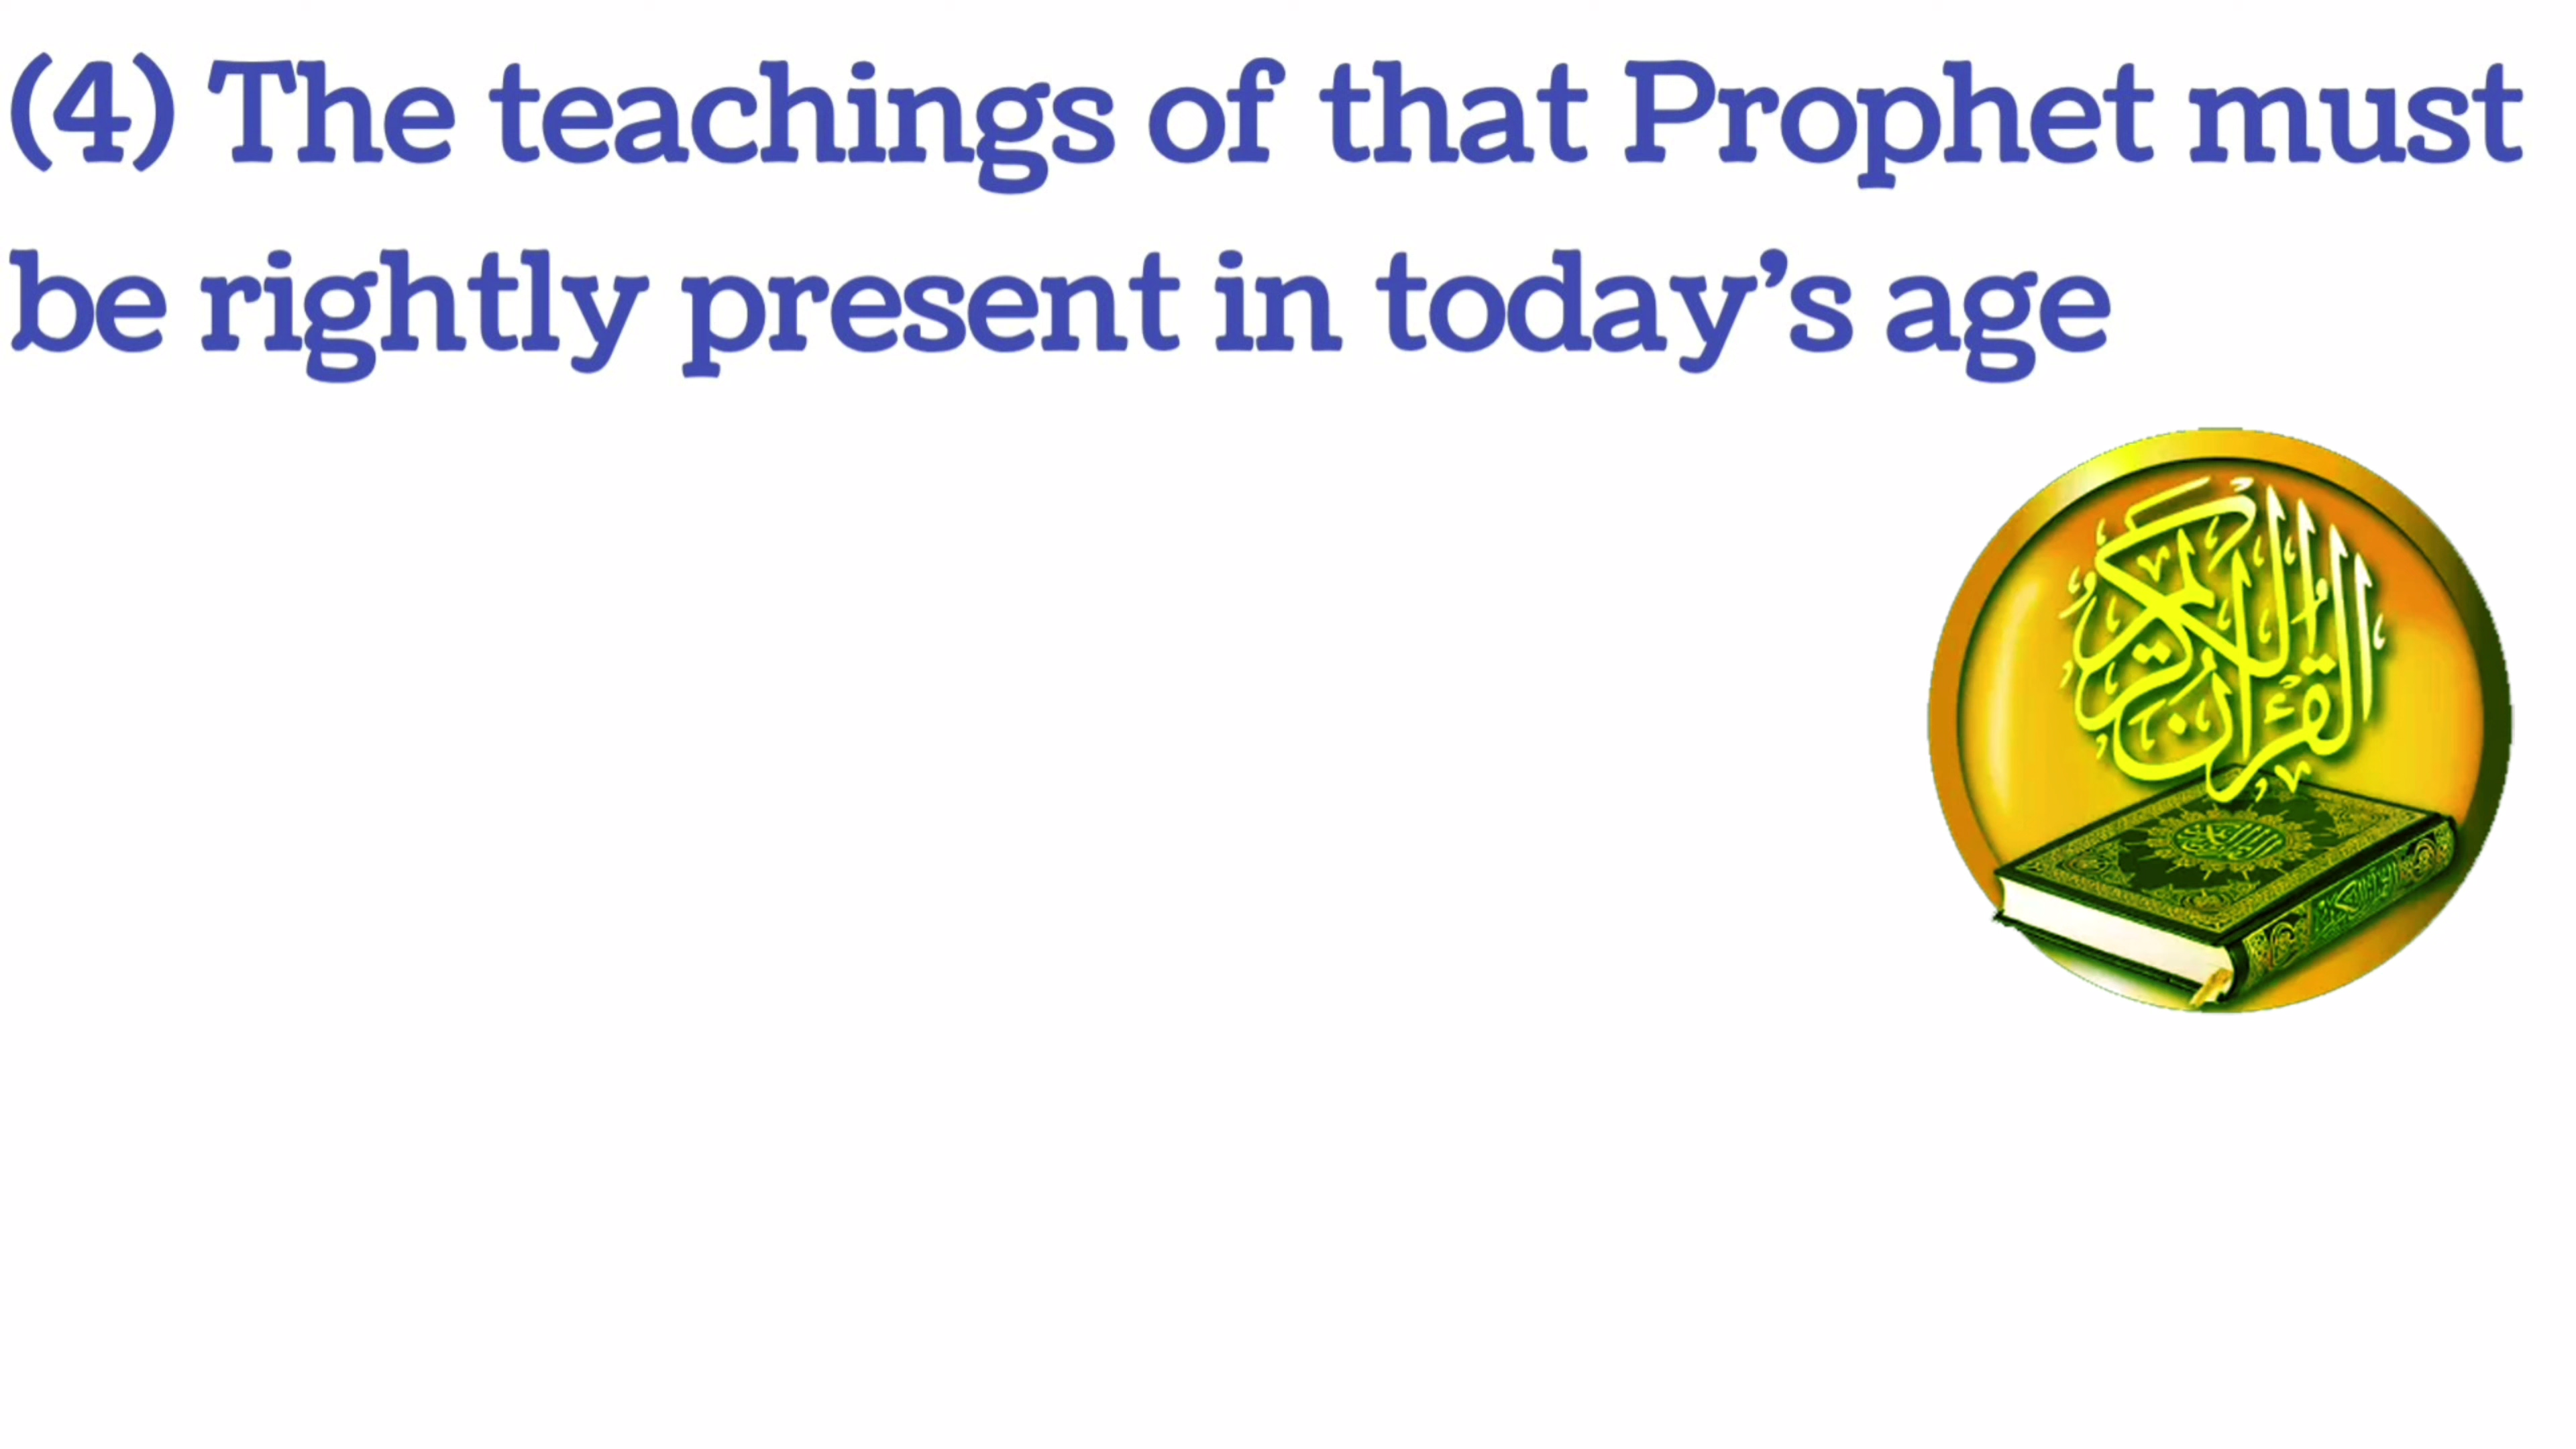 (4) The teachings of that Prophet must
be rightly present in today’s age
القرآن الكريم